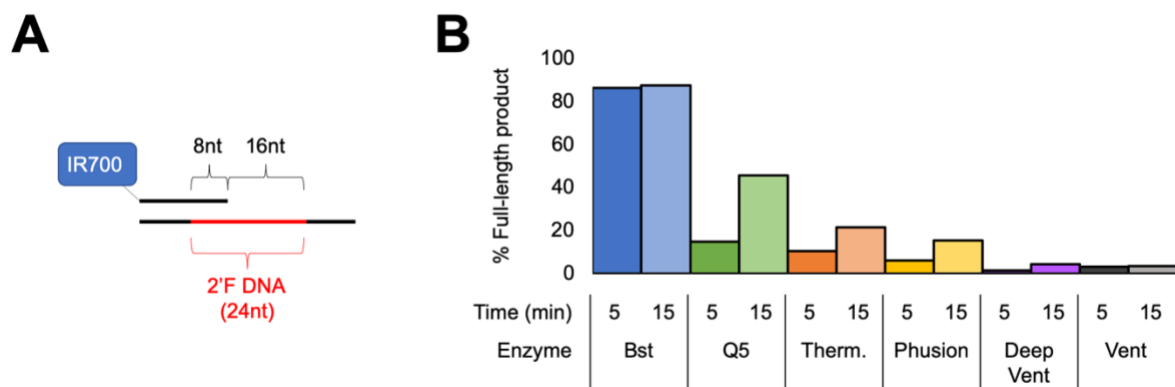 A
8nt 16nt
IR700
2'F DNA
(24nt)
B
% Full-length product
100
80
60
40
20
0
Time (min) 5 15 5 15 5 15 5 15 5 15 5 15
Enzyme Bst Q5 Therm. Phusion Deep Vent Vent